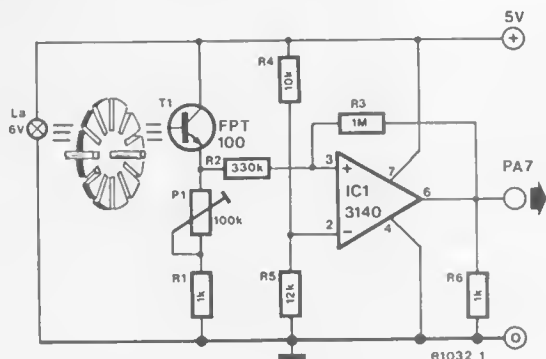 5V
+
R4
10k
La
6V
T1
FPT
100
R3
1M
R2
330k
3
+
7
IC1
3140
6
PA7
2
−
4
P1
100k
R1
1k
R5
12k
R6
1k
0
81032 1